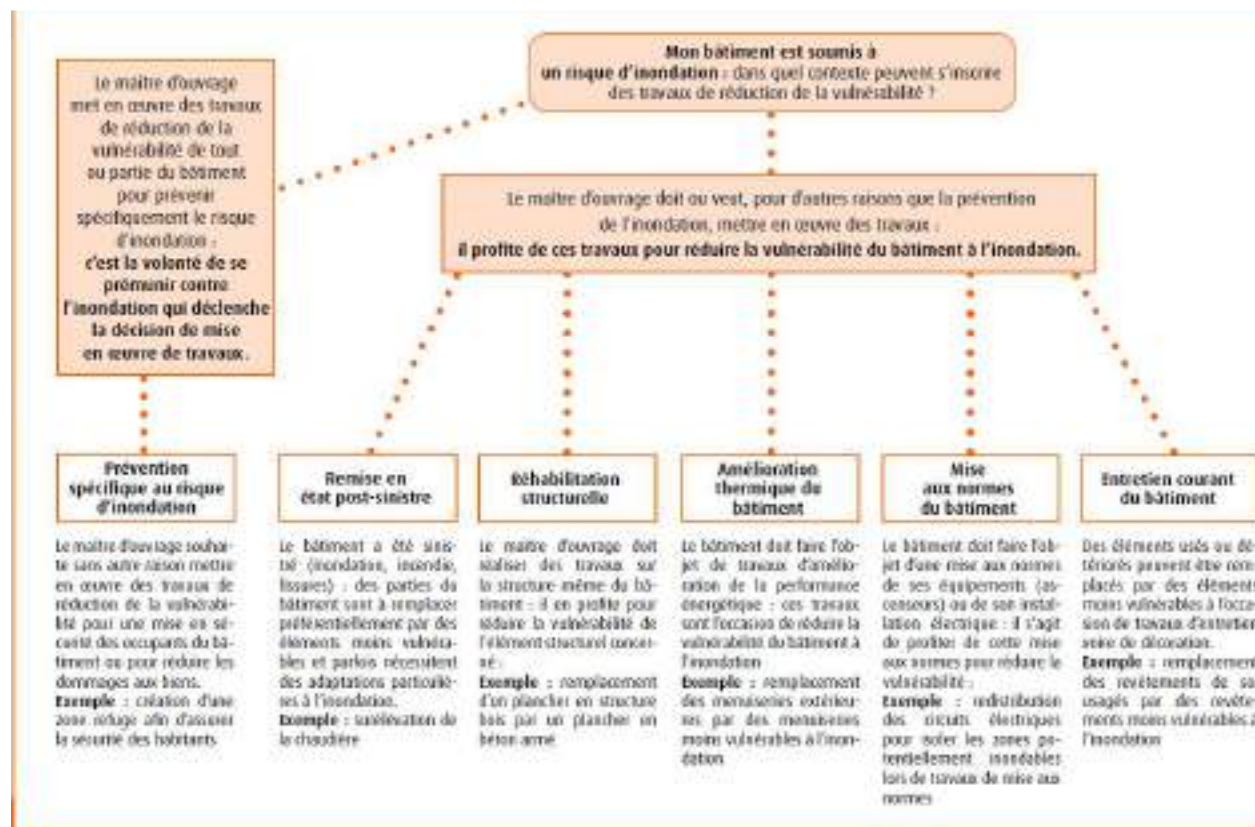 Mon bâtiment est soumis à
un risque d'inondation : dans quel contexte peuvent s'inscrire
des travaux de réduction de la vulnérabilité ?
Le maître d'ouvrage
met en œuvre des travaux
de réduction de la
vulnérabilité de tout
ou partie du bâtiment
pour prévenir
spécifiquement le risque
d'inondation :
c'est la volonté de se
prémunir contre
l'inondation qui déclenche
la décision de mise
en œuvre de travaux.
Le maître d'ouvrage doit ou veut, pour d'autres raisons que la prévention
de l'inondation, mettre en œuvre des travaux :
il profite de ces travaux pour réduire la vulnérabilité du bâtiment à l'inondation.
Prévention
spécifique au risque
d'inondation
Le maître d'ouvrage souhai-
te sans autre raison mettre
en œuvre des travaux de
réduction de la vulnérabi-
lité pour une mise en sé-
curité des occupants du bâ-
timent ou pour réduire les
dommages aux biens.
Exemple : création d'une
zone refuge afin d'assurer
la sécurité des habitants
Remise en
état post-sinistre
Le bâtiment a été sinis-
tré (inondation, incendie,
fissures) : des parties du
bâtiment sont à remplacer
préférentiellement par des
éléments moins vulnéra-
bles et parfois nécessitent
des adaptations particuliè-
res à l'inondation.
Exemple : surélévation de
la chaudière
Réhabilitation
structurelle
Le maître d'ouvrage doit
réaliser des travaux sur
la structure même du bâ-
timent : il en profite pour
réduire la vulnérabilité de
l'élément structurel concer-
né :
Exemple : remplacement
d'un plancher en structure
bois par un plancher en
béton armé
Amélioration
thermique du
bâtiment
Le bâtiment doit faire l'ob-
jet de travaux d'amélio-
ration de la performance
énergétique : ces travaux
sont l'occasion de réduire la
vulnérabilité du bâtiment à
l'inondation
Exemple : remplacement
des menuiseries extérieu-
res par des menuiseries
moins vulnérables à l'inon-
dation
Mise
aux normes
du bâtiment
Le bâtiment doit faire l'ob-
jet d'une mise aux normes
de ses équipements (as-
censeurs) ou de son instal-
lation électrique : il s'agit
de profiter de cette mise
aux normes pour réduire la
vulnérabilité :
Exemple : redistribution
des circuits électriques
pour isoler les zones po-
tentiellement inondables
lors de travaux de mise aux
normes
Entretien courant
du bâtiment
Des éléments usés ou dé-
tériorés peuvent être rem-
placés par des éléments
moins vulnérables à l'occa-
sion de travaux d'entretien
voire de décoration.
Exemple : remplacement
des revêtements de so
usagés par des revête-
ments moins vulnérables à
l'inondation